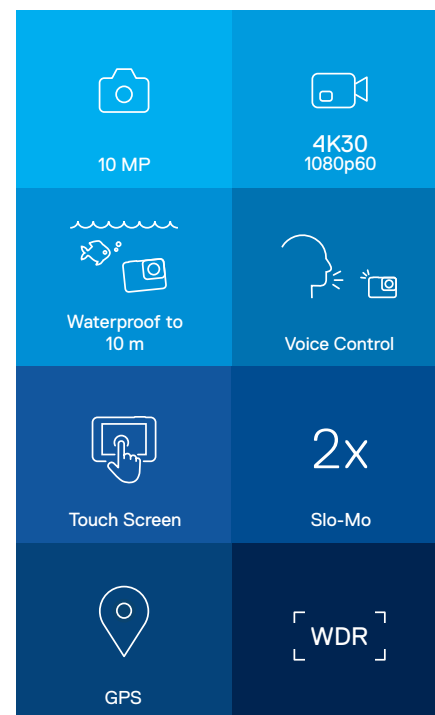 10 MP
4K30
1080p60
Waterproof to
10 m
Voice Control
Touch Screen
2x
Slo-Mo
GPS
WDR